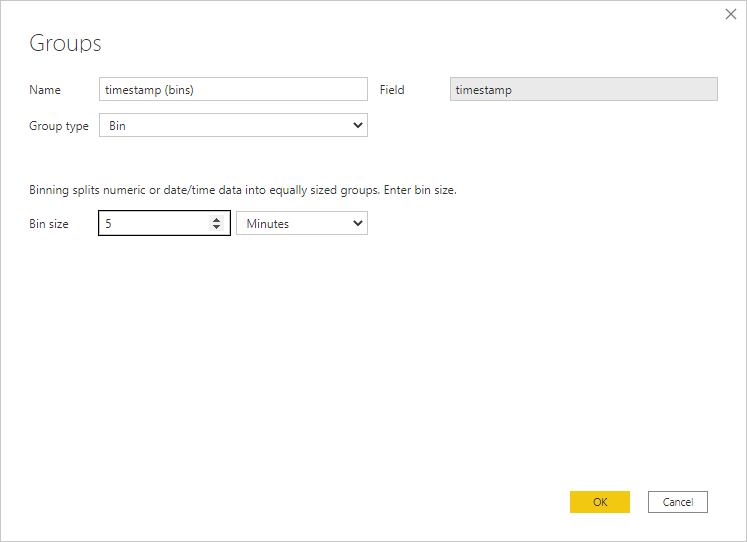 Groups
Name timestamp (bins) Field timestamp
Group type Bin
Binning splits numeric or date/time data into equally sized groups. Enter bin size.
Bin size 5 Minutes
OK Cancel